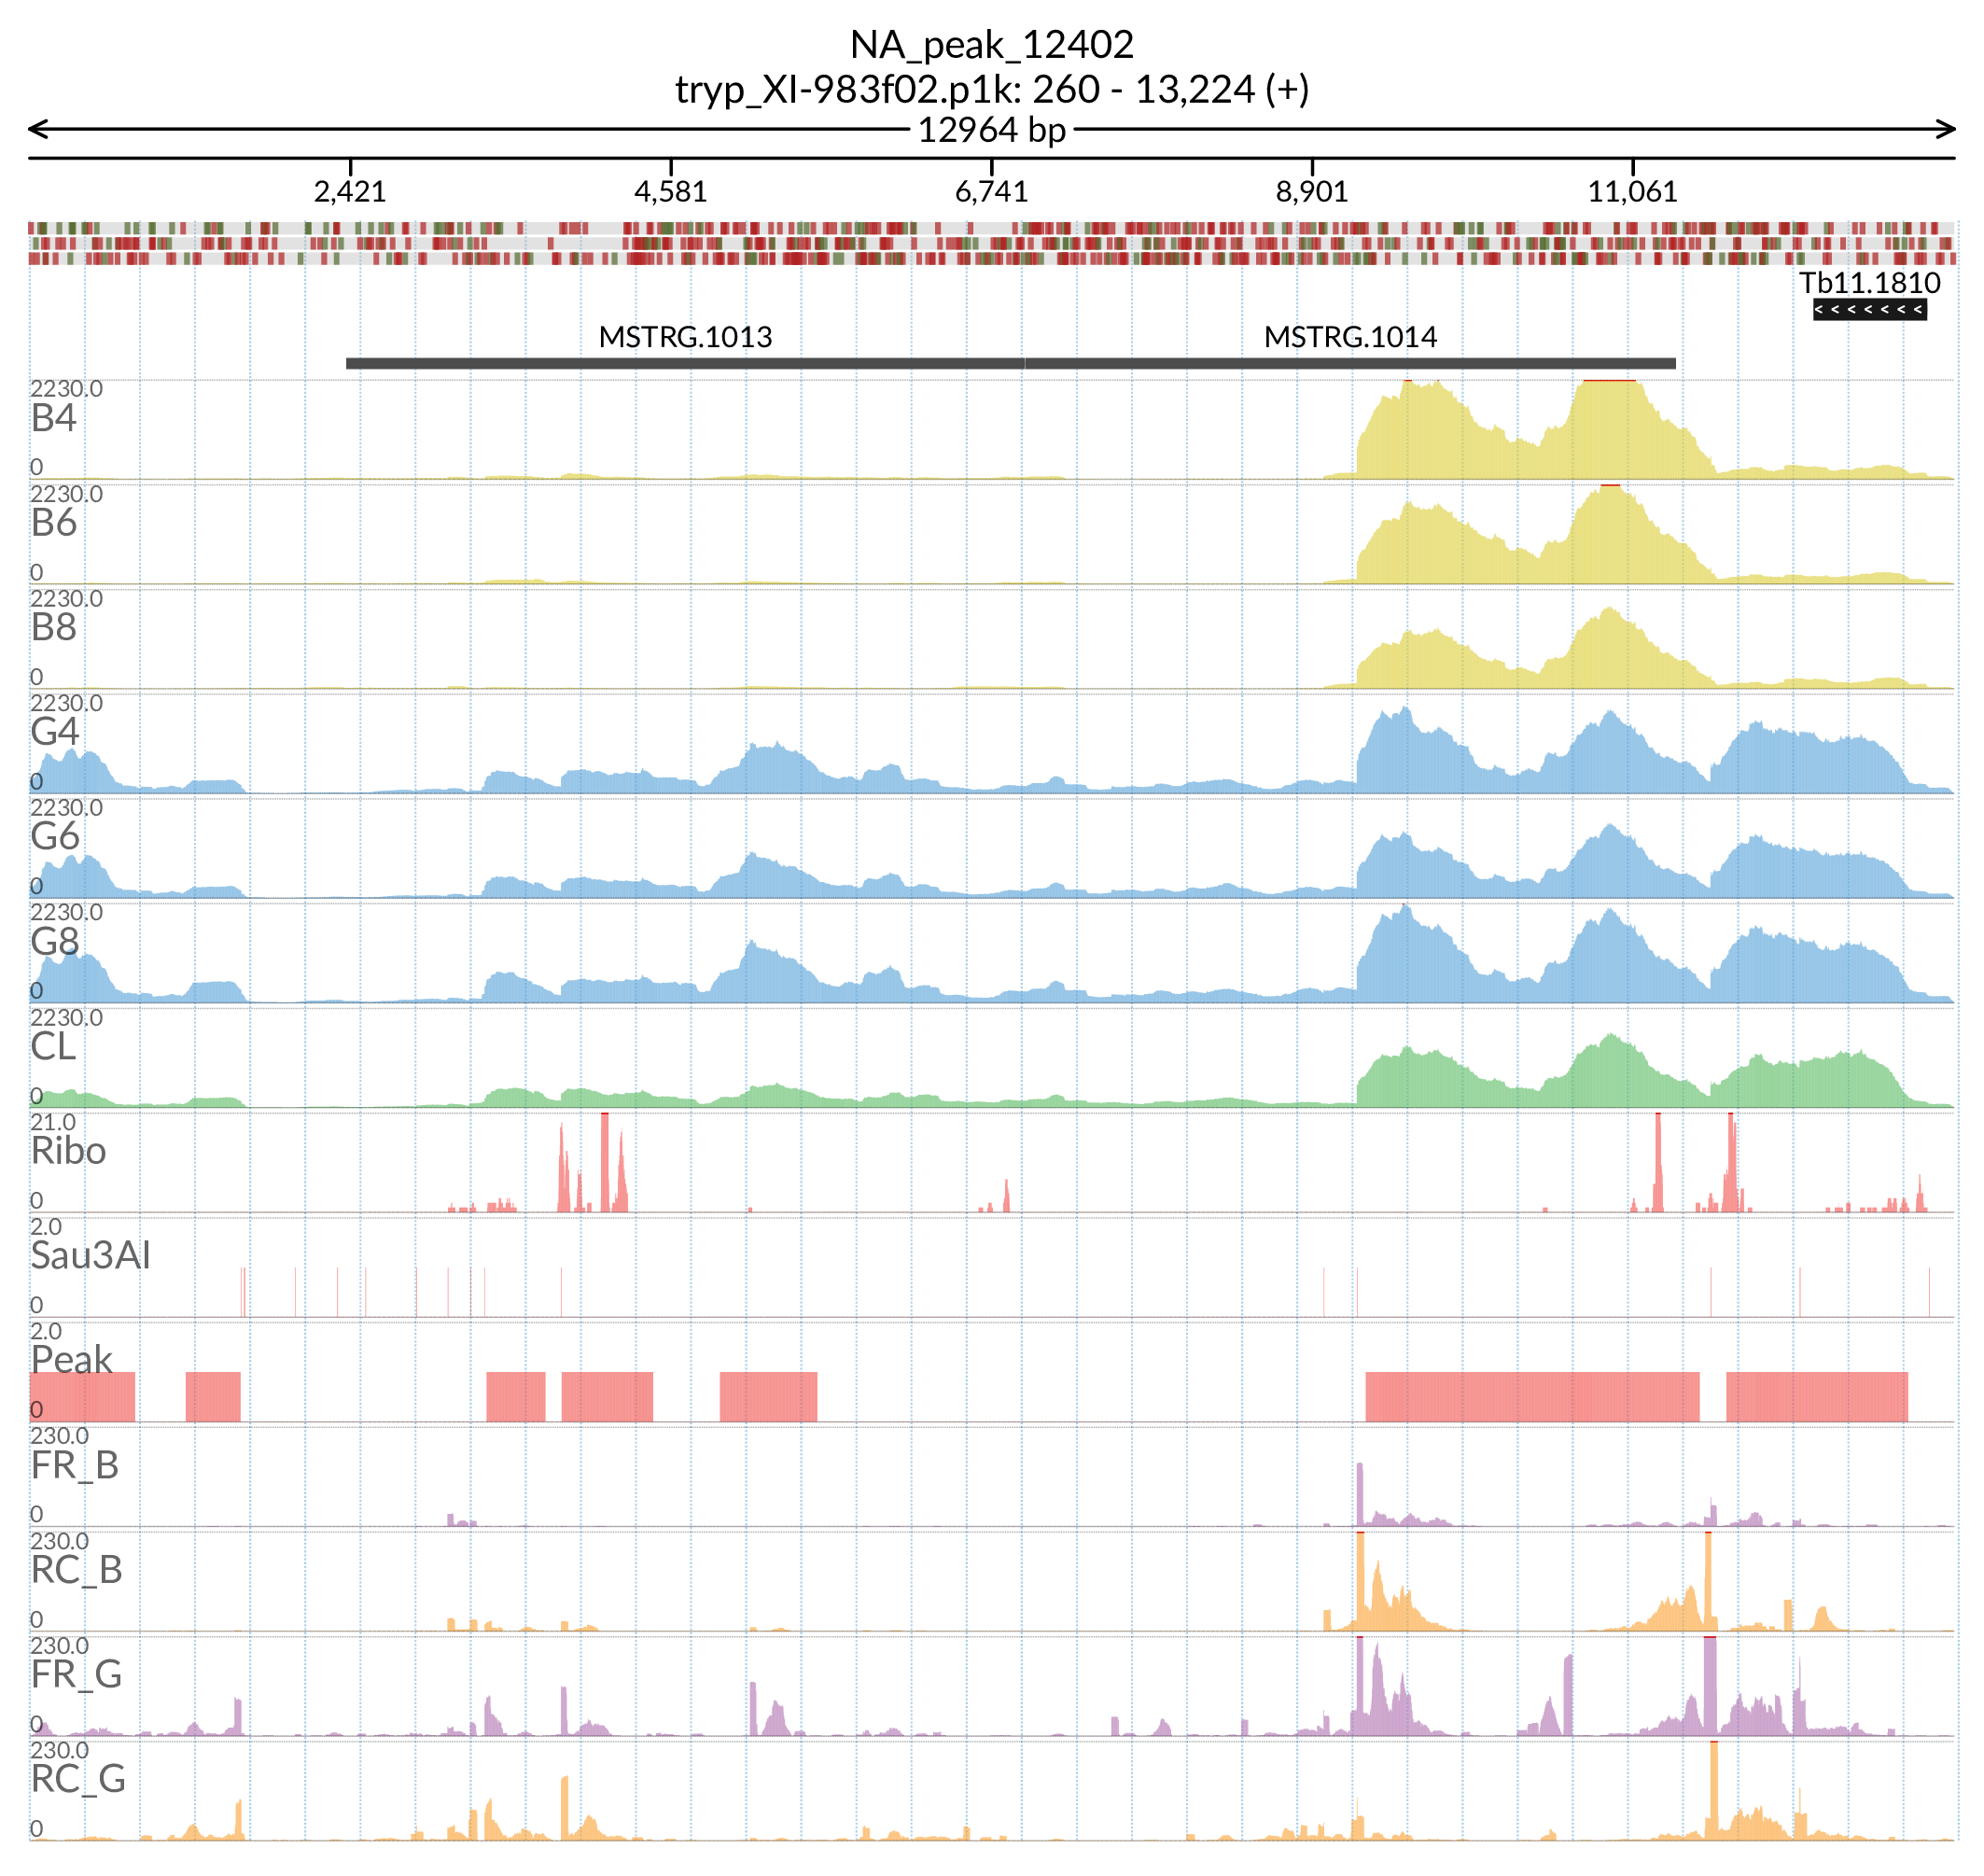 NA_peak_12402
tryp_XI-983f02.p1k: 260 - 13,224 (+)
12964 bp
2,421 4,581 6,741 8,901 11,061
Tb11.1810
< < < < < < <
MSTRG.1013 MSTRG.1014
2230.0
B4
0
2230.0
B6
0
2230.0
B8
0
2230.0
G4
0
2230.0
G6
0
2230.0
G8
0
2230.0
CL
0
21.0
Ribo
0
2.0
Sau3AI
0
2.0
Peak
0
230.0
FR_B
0
230.0
RC_B
0
230.0
FR_G
0
230.0
RC_G
0